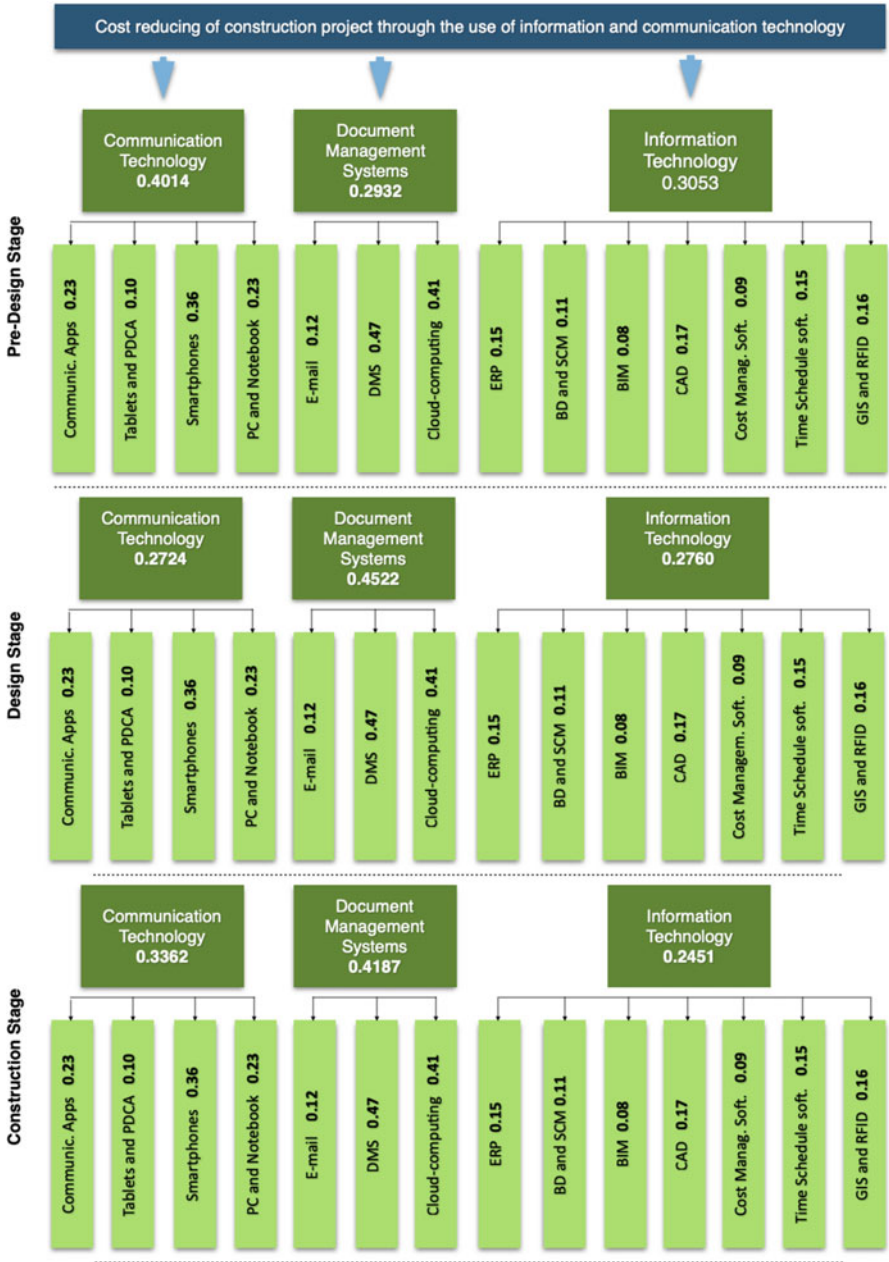 Cost reducing of construction project through the use of information and communication technology
Pre-Design Stage
Communication
Technology
0.4014
Document
Management
Systems
0.2932
Information
Technology
0.3053
Communic. Apps 0.23
Tablets and PDCA 0.10
Smartphones 0.36
PC and Notebook 0.23
E-mail 0.12
DMS 0.47
Cloud-computing 0.41
ERP 0.15
BD and SCM 0.11
BIM 0.08
CAD 0.17
Cost Manag. Soft. 0.09
Time Schedule soft. 0.15
GIS and RFID 0.16
Design Stage
Communication
Technology
0.2724
Document
Management
Systems
0.4522
Information
Technology
0.2760
Communic. Apps 0.23
Tablets and PDCA 0.10
Smartphones 0.36
PC and Notebook 0.23
E-mail 0.12
DMS 0.47
Cloud-computing 0.41
ERP 0.15
BD and SCM 0.11
BIM 0.08
CAD 0.17
Cost Managem. Soft. 0.09
Time Schedule soft. 0.15
GIS and RFID 0.16
Construction Stage
Communication
Technology
0.3362
Document
Management
Systems
0.4187
Information
Technology
0.2451
Communic. Apps 0.23
Tablets and PDCA 0.10
Smartphones 0.36
PC and Notebook 0.23
E-mail 0.12
DMS 0.47
Cloud-computing 0.41
ERP 0.15
BD and SCM 0.11
BIM 0.08
CAD 0.17
Cost Manag. Soft. 0.09
Time Schedule soft. 0.15
GIS and RFID 0.16